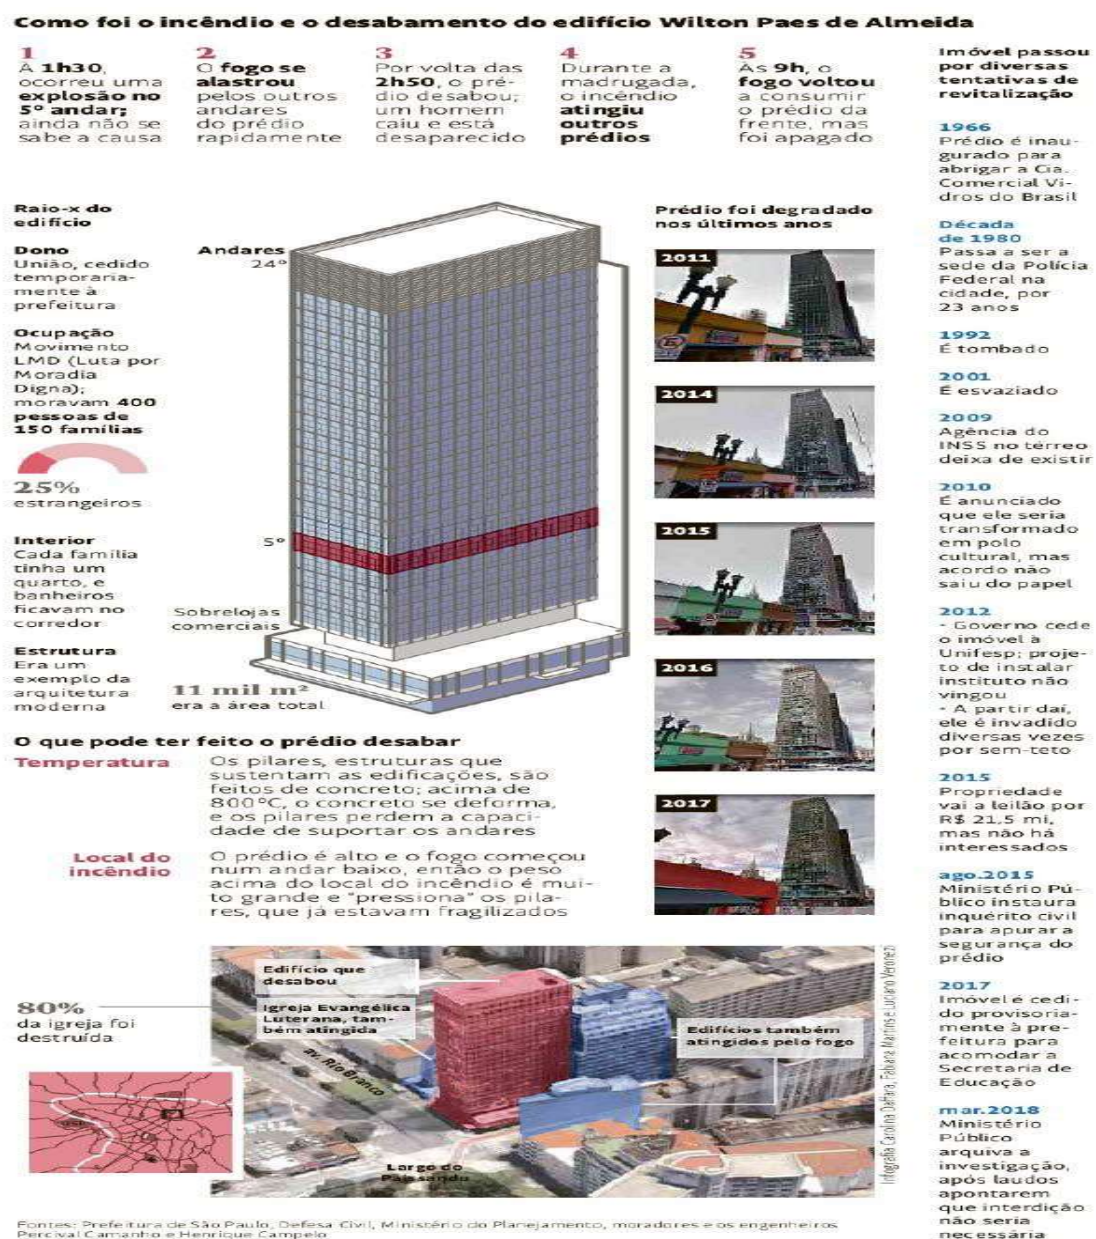 Como foi o incêndio e o desabamento do edifício Wilton Paes de Almeida
1
À 1h30,
ocorreu uma
explosão no
5º andar;
ainda não se
sabe a causa
2
O fogo se
alastrou
pelos outros
andares
do prédio
rapidamente
3
Por volta das
2h50, o pré-
dio desabou;
um homem
caiu e está
desaparecido
4
Durante a
madrugada,
o incêndio
atingiu
outros
prédios
5
Às 9h, o
fogo voltou
a consumir
o prédio da
frente, mas
foi apagado
Raio-x do
edifício
Dono
União, cedido
temporaria-
mente à
prefeitura
Ocupação
Movimento
LMD (Luta por
Moradia
Digna);
moravam 400
pessoas de
150 famílias
25%
estrangeiros
Interior
Cada família
tinha um
quarto, e
banheiros
ficavam no
corredor
Estrutura
Era um
exemplo da
arquitetura
moderna
Andares
24º
5º
Sobrelojas
comerciais
11 mil m²
era a área total
Prédio foi degradado
nos últimos anos
2011
2014
2015
2016
2017
O que pode ter feito o prédio desabar
Temperatura
Os pilares, estruturas que
sustentam as edificações, são
feitos de concreto; acima de
800°C, o concreto se deforma,
e os pilares perdem a capaci-
dade de suportar os andares
Local do
incêndio
O prédio é alto e o fogo começou
num andar baixo, então o peso
acima do local do incêndio é mui-
to grande e "pressiona" os pila-
res, que já estavam fragilizados
80%
da igreja foi
destruída
Edifício que
desabou
Igreja Evangélica
Luterana, tam-
bém atingida
Edifícios também
atingidos pelo fogo
av. Rio Branco
Largo do
Paissandu
Infografia Carolina Daffara, Fabiana Martins e Luciano Veronezi
Imóvel passou
por diversas
tentativas de
revitalização
1966
Prédio é inau-
gurado para
abrigar a Cia.
Comercial Vi-
dros do Brasil
Década
de 1980
Passa a ser a
sede da Polícia
Federal na
cidade, por
23 anos
1992
É tombado
2001
É esvaziado
2009
Agência do
INSS no térreo
deixa de existir
2010
É anunciado
que ele seria
transformado
em polo
cultural, mas
acordo não
saiu do papel
2012
- Governo cede
o imóvel à
Unifesp; proje-
to de instalar
instituto não
vingou
- A partir daí,
ele é invadido
diversas vezes
por sem-teto
2015
Propriedade
vai a leilão por
R$ 21,5 mi,
mas não há
interessados
ago.2015
Ministério Pú-
blico instaura
inquérito civil
para apurar a
segurança do
prédio
2017
Imóvel é cedi-
do provisoria-
mente à pre-
feitura para
acomodar a
Secretaria de
Educação
mar.2018
Ministério
Público
arquiva a
investigação,
após laudos
apontarem
que interdição
não seria
necessária
Fontes: Prefeitura de São Paulo, Defesa Civil, Ministério do Planejamento, moradores e os engenheiros
Percival Camanho e Henrique Campelo